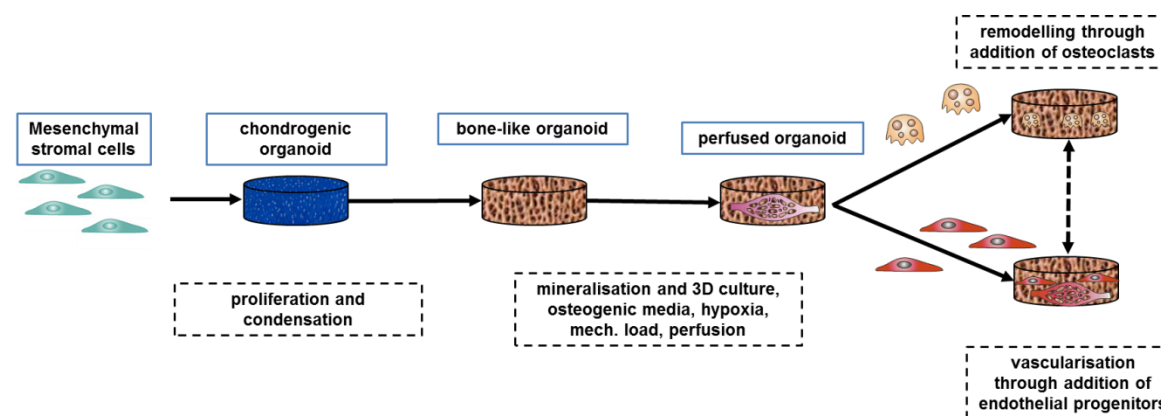 remodelling through
addition of osteoclasts
Mesenchymal
stromal cells
chondrogenic
organoid
bone-like organoid
perfused organoid
proliferation and
condensation
mineralisation and 3D culture,
osteogenic media, hypoxia,
mech. load, perfusion
vascularisation
through addition of
endothelial progenitors